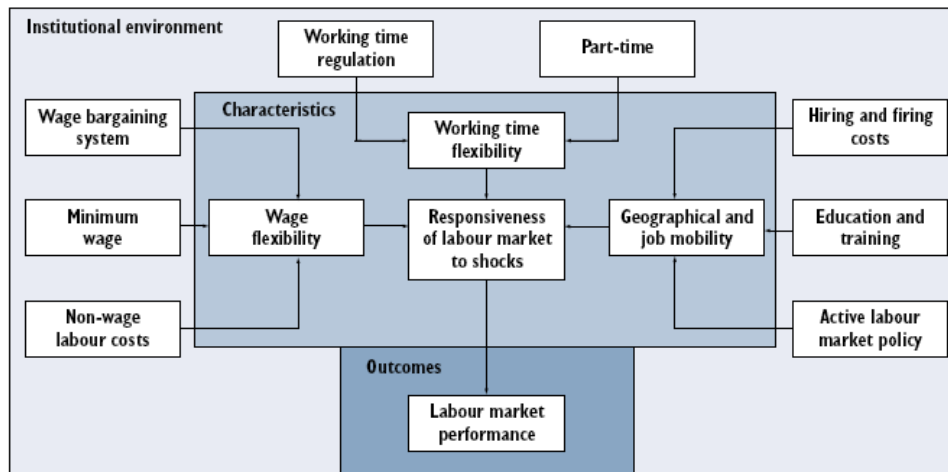 Institutional environment
Working time
regulation
Part-time
Wage bargaining
system
Characteristics
Working time
flexibility
Hiring and firing
costs
Minimum
wage
Wage
flexibility
Responsiveness
of labour market
to shocks
Geographical and
job mobility
Education and
training
Non-wage
labour costs
Active labour
market policy
Outcomes
Labour market
performance